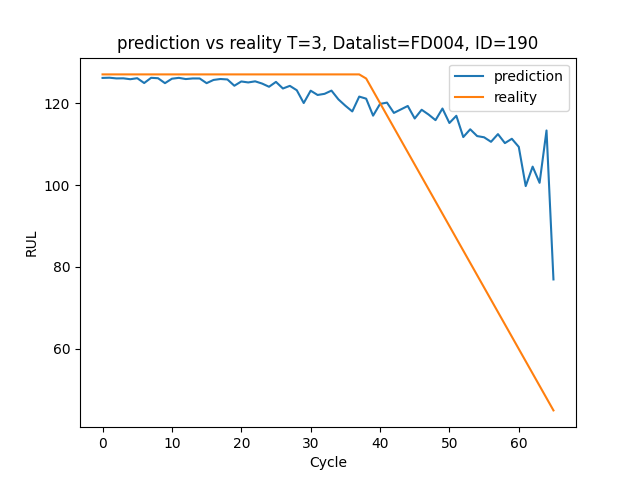 prediction vs reality T=3, Datalist=FD004, ID=190
prediction
reality
120
100
80
60
RUL
0 10 20 30 40 50 60
Cycle